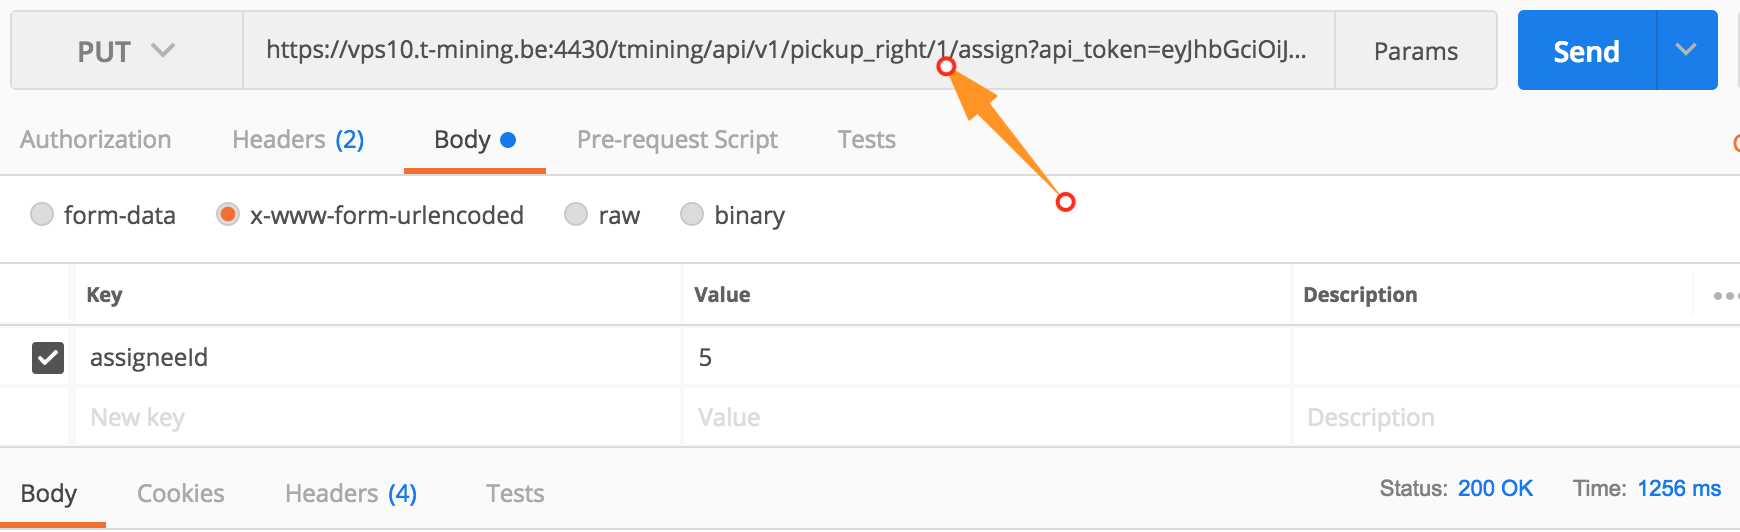 PUT https://vps10.t-mining.be:4430/tmining/api/v1/pickup_right/1/assign?api_token=eyJhbGciOiJ... Params Send
Authorization Headers (2) Body Pre-request Script Tests
form-data x-www-form-urlencoded raw binary
Key Value Description
assigneeId 5
New key Value Description
Body Cookies Headers (4) Tests Status: 200 OK Time: 1256 ms